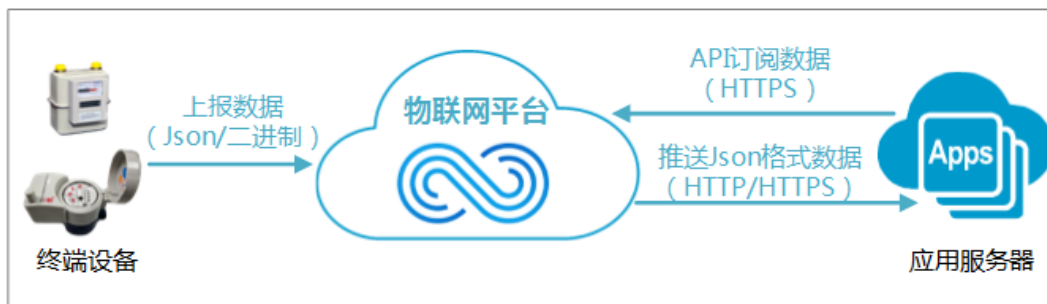 上报数据
（Json/二进制）
终端设备
物联网平台
API订阅数据
（HTTPS）
推送Json格式数据
（HTTP/HTTPS）
Apps
应用服务器